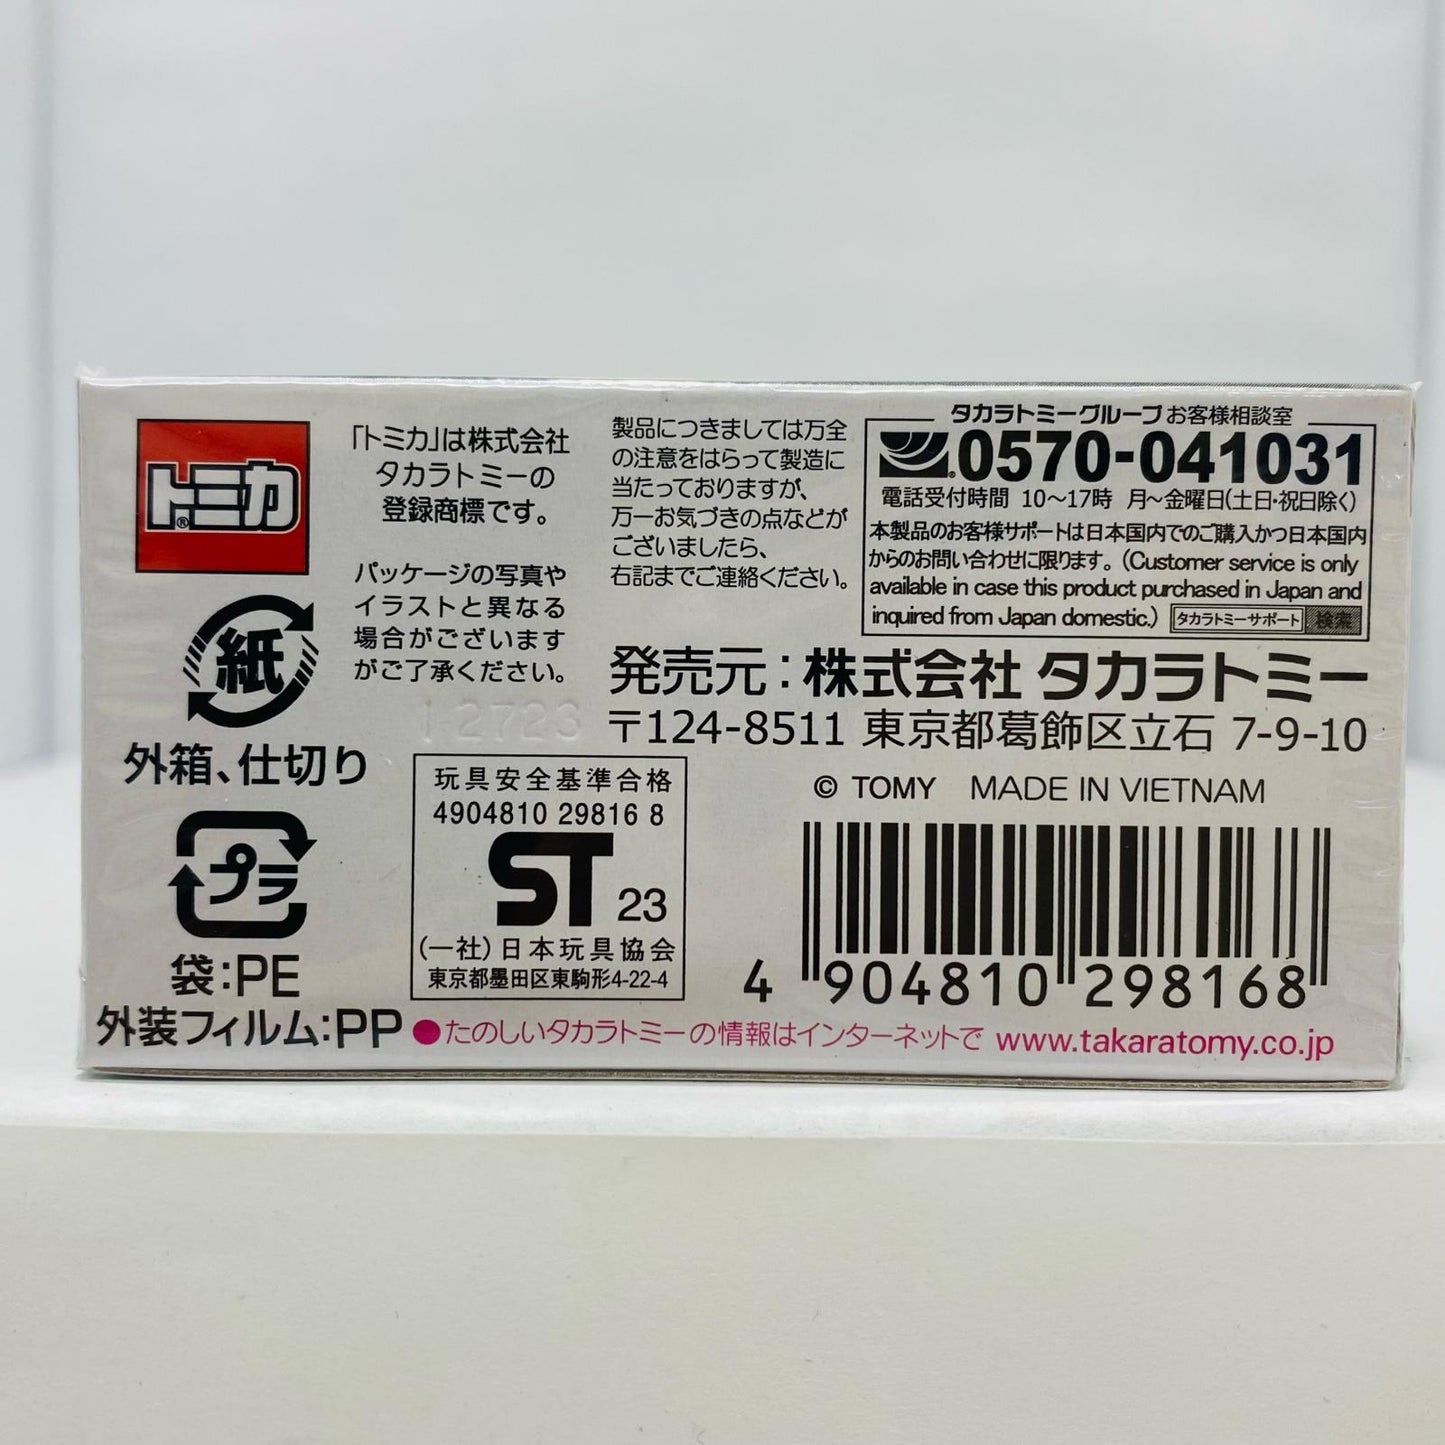 トミカ®
「トミカ」は株式会社
タカラトミーの
登録商標です。
パッケージの写真や
イラストと異なる
場合がございます
がご了承ください。
製品につきましては万全
の注意をはらって製造に
当たっておりますが、
万一お気づきの点などが
ございましたら、
右記までご連絡ください。
タカラトミーグループお客様相談室
0570-041031
電話受付時間 10〜17時 月〜金曜日(土日・祝日除く)
本製品のお客様サポートは日本国内でのご購入かつ日本国内
からのお問い合わせに限ります。(Customer service is only
available in case this product purchased in Japan and
inquired from Japan domestic.) タカラトミーサポート 検索
紙
外箱、仕切り
プラ
袋:PE
外装フィルム:PP
12723
発売元:株式会社 タカラトミー
〒124-8511 東京都葛飾区立石 7-9-10
玩具安全基準合格
4904810 29816 8
ST 23
(一社)日本玩具協会
東京都墨田区東駒形4-22-4
© TOMY MADE IN VIETNAM
4 904810 298168
●たのしいタカラトミーの情報はインターネットで www.takaratomy.co.jp